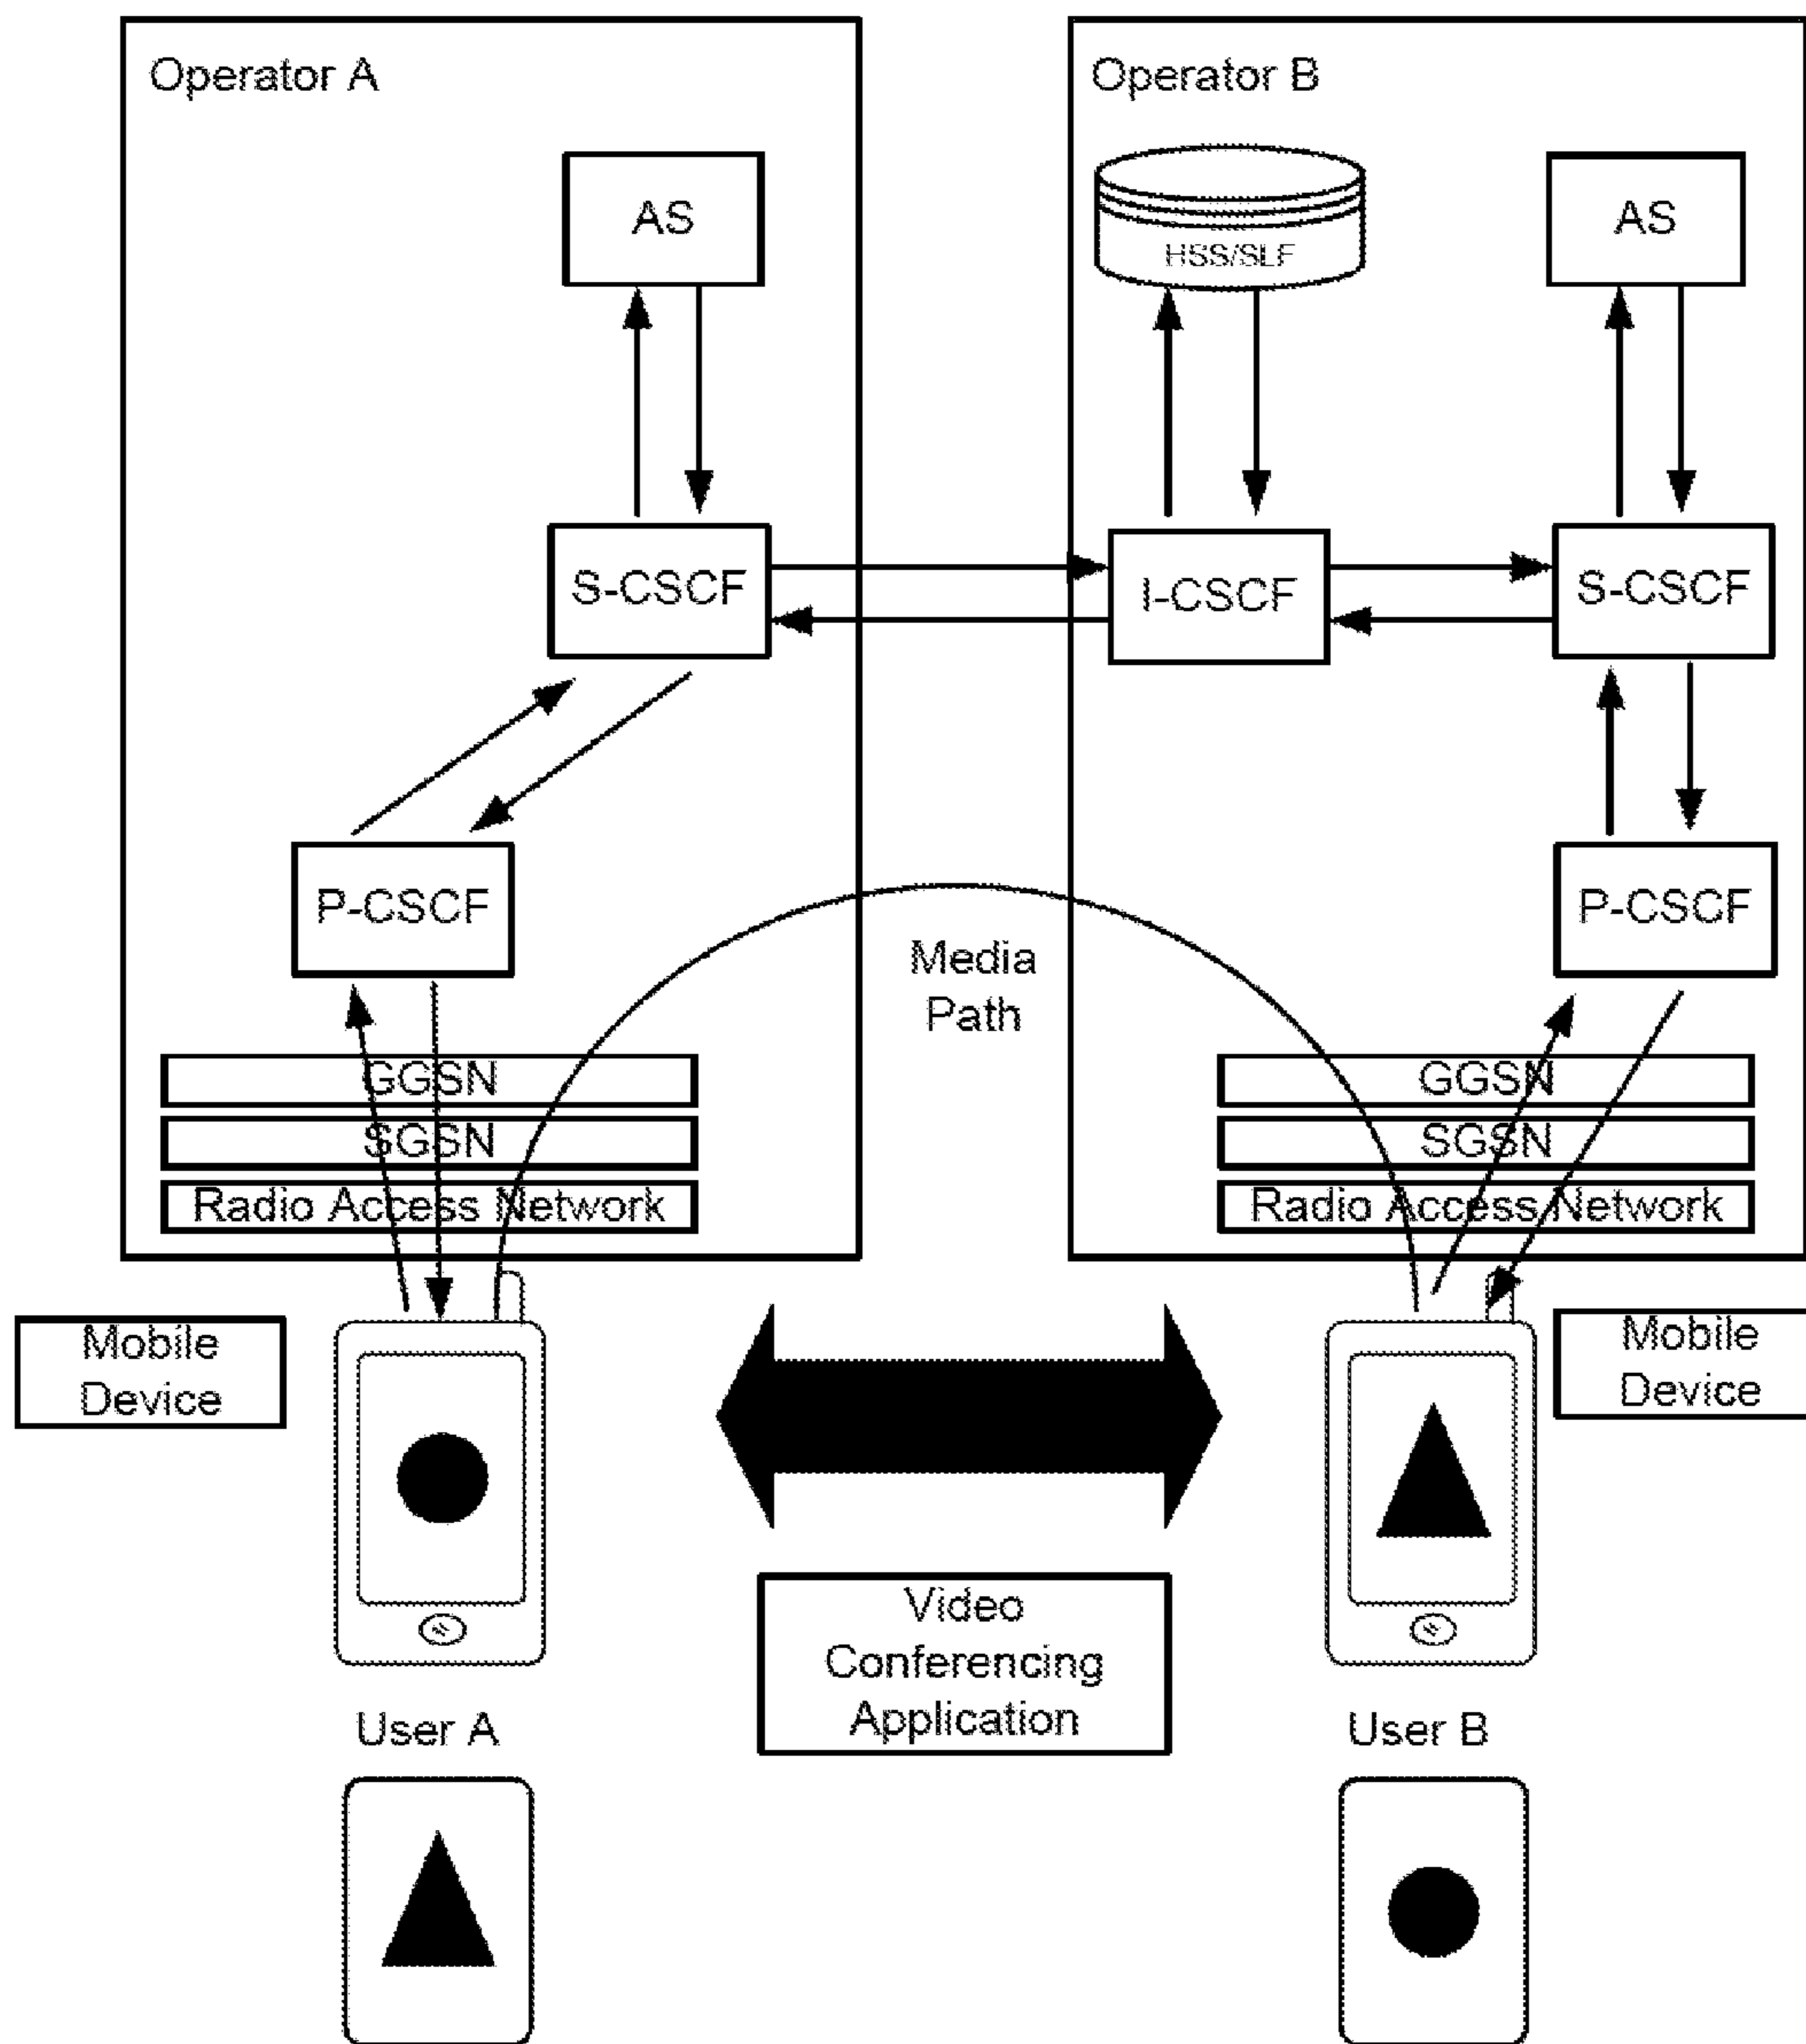 Operator A
Operator B
AS
HSS/SLF
AS
S-CSCF
I-CSCF
S-CSCF
P-CSCF
P-CSCF
Media
Path
GGSN
SGSN
Radio Access Network
GGSN
SGSN
Radio Access Network
Mobile
Device
Mobile
Device
Video
Conferencing
Application
User A
User B